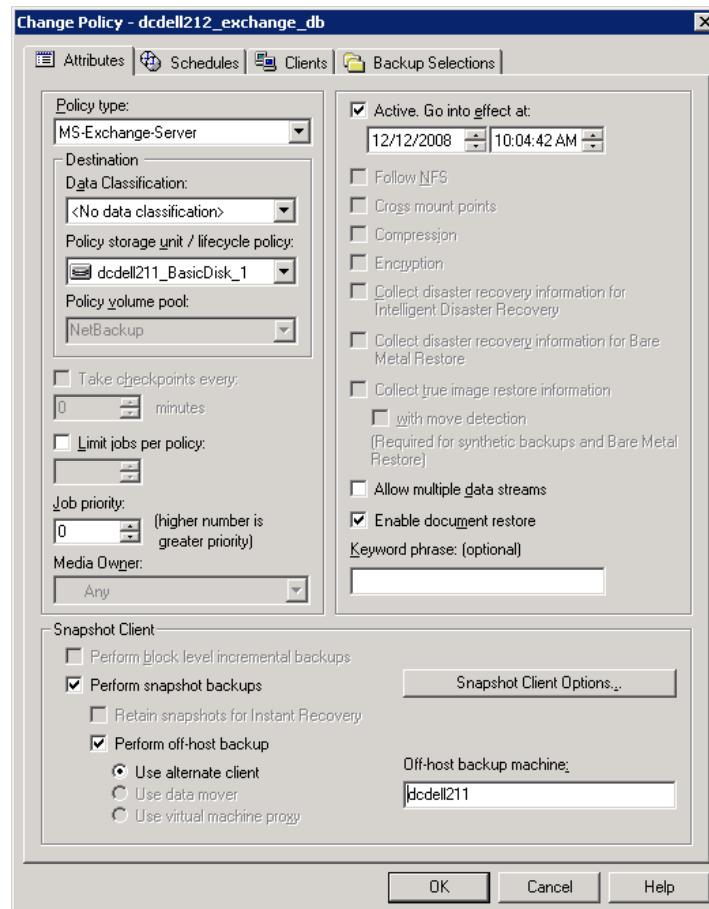 Change Policy - dcdell212_exchange_db
Attributes
Schedules
Clients
Backup Selections
Policy type:
MS-Exchange-Server
Destination
Data Classification:
<No data classification>
Policy storage unit / lifecycle policy:
dcdell211_BasicDisk_1
Policy volume pool:
NetBackup
Take checkpoints every:
0 minutes
Limit jobs per policy:
Job priority:
0
(higher number is
greater priority)
Media Owner:
Any
Active. Go into effect at:
12/12/2008 10:04:42 AM
Follow NFS
Cross mount points
Compression
Encryption
Collect disaster recovery information for
Intelligent Disaster Recovery
Collect disaster recovery information for Bare
Metal Restore
Collect true image restore information
with move detection
(Required for synthetic backups and Bare Metal
Restore)
Allow multiple data streams
Enable document restore
Keyword phrase: (optional)
Snapshot Client
Perform block level incremental backups
Perform snapshot backups
Snapshot Client Options...
Retain snapshots for Instant Recovery
Perform off-host backup
Use alternate client
Use data mover
Use virtual machine proxy
Off-host backup machine:
dcdell211
OK
Cancel
Help